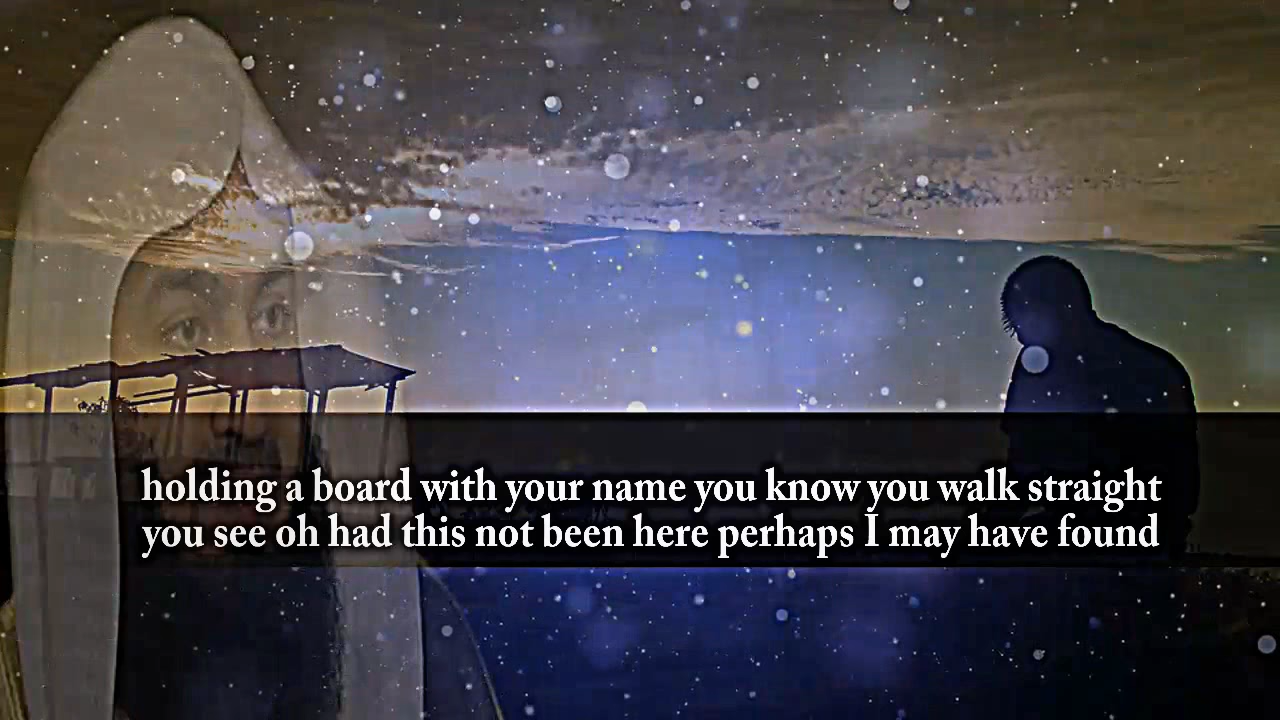 holding a board with your name you know you walk straight
you see oh had this not been here perhaps I may have found